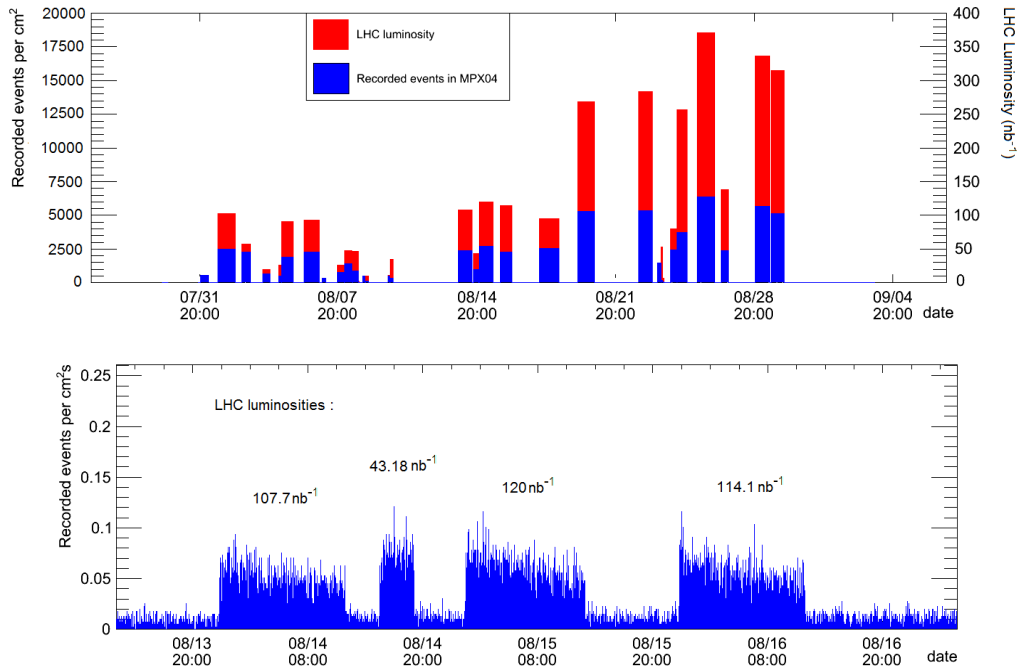 Recorded events per cm2
20000
17500
15000
12500
10000
7500
5000
2500
0
LHC luminosity
Recorded events in MPX04
400
350
300
250
200
150
100
50
0
LHC Luminosity (nb-1)
07/31 08/07 08/14 08/21 08/28 09/04
20:00 20:00 20:00 20:00 20:00 20:00 date
Recorded events per cm2s
0.25
0.2
0.15
0.1
0.05
0
LHC luminosities :
43.18 nb-1
107.7 nb-1
120 nb-1
114.1 nb-1
08/13 08/14 08/14 08/15 08/15 08/16 08/16
20:00 08:00 20:00 08:00 20:00 08:00 20:00 date